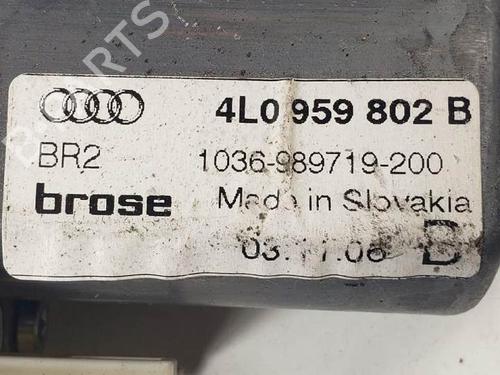 4L0 959 802 B
BR2 1036-989719-200
brose Made in Slovakia
D